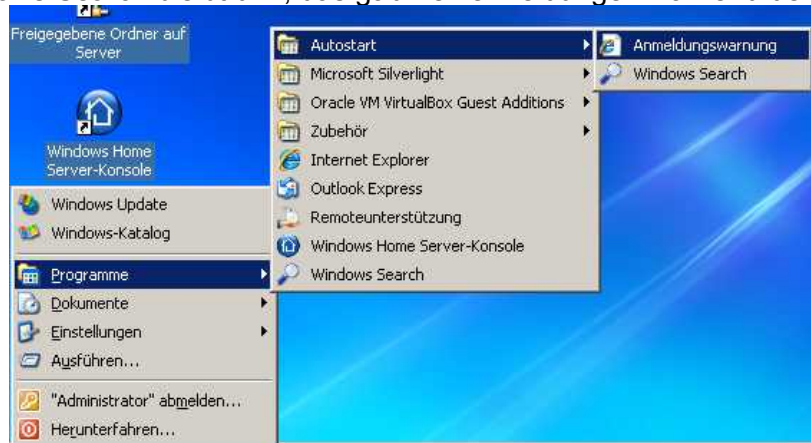 Freigegebene Ordner auf
Server
Windows Home
Server-Konsole
Windows Update
Windows-Katalog
Programme
Dokumente
Einstellungen
Ausführen...
"Administrator" abmelden...
Herunterfahren...
Autostart
Microsoft Silverlight
Oracle VM VirtualBox Guest Additions
Zubehör
Internet Explorer
Outlook Express
Remoteunterstützung
Windows Home Server-Konsole
Windows Search
Anmeldungswarnung
Windows Search